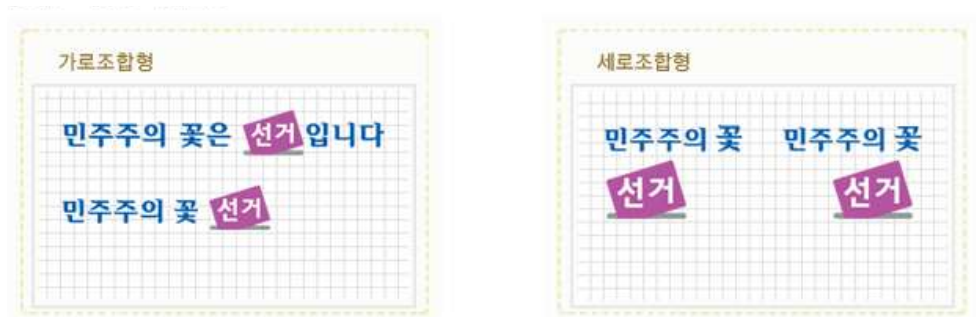 가로조합형
민주주의 꽃은 선거입니다
민주주의 꽃 선거
세로조합형
민주주의 꽃 민주주의 꽃
선거 선거